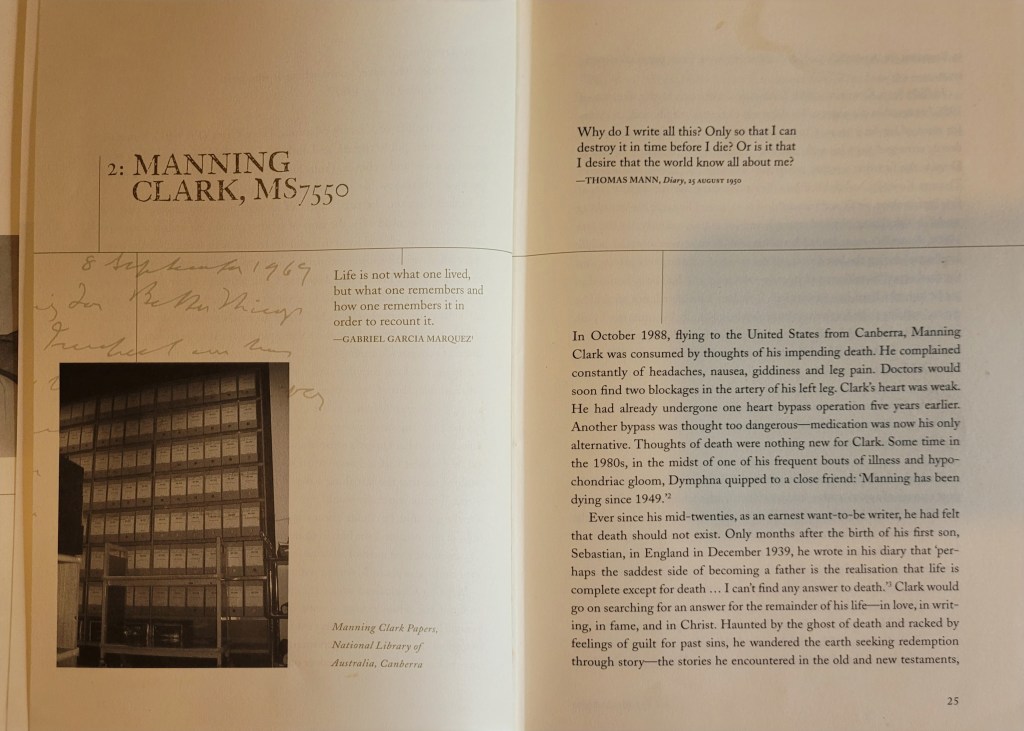 2: MANNING
CLARK, MS7550
8 September 1969
for Better Things
Life is not what one lived,
but what one remembers and
how one remembers it in
order to recount it.
—GABRIEL GARCIA MARQUEZ¹
Manning Clark Papers,
National Library of
Australia, Canberra
Why do I write all this? Only so that I can
destroy it in time before I die? Or is it that
I desire that the world know all about me?
—THOMAS MANN, Diary, 25 AUGUST 1950
In October 1988, flying to the United States from Canberra, Manning
Clark was consumed by thoughts of his impending death. He complained
constantly of headaches, nausea, giddiness and leg pain. Doctors would
soon find two blockages in the artery of his left leg. Clark's heart was weak.
He had already undergone one heart bypass operation five years earlier.
Another bypass was thought too dangerous—medication was now his only
alternative. Thoughts of death were nothing new for Clark. Some time in
the 1980s, in the midst of one of his frequent bouts of illness and hypo-
chondriac gloom, Dymphna quipped to a close friend: 'Manning has been
dying since 1949.'²
Ever since his mid-twenties, as an earnest want-to-be writer, he had felt
that death should not exist. Only months after the birth of his first son,
Sebastian, in England in December 1939, he wrote in his diary that 'per-
haps the saddest side of becoming a father is the realisation that life is
complete except for death … I can't find any answer to death.'³ Clark would
go on searching for an answer for the remainder of his life—in love, in writ-
ing, in fame, and in Christ. Haunted by the ghost of death and racked by
feelings of guilt for past sins, he wandered the earth seeking redemption
through story—the stories he encountered in the old and new testaments,
25